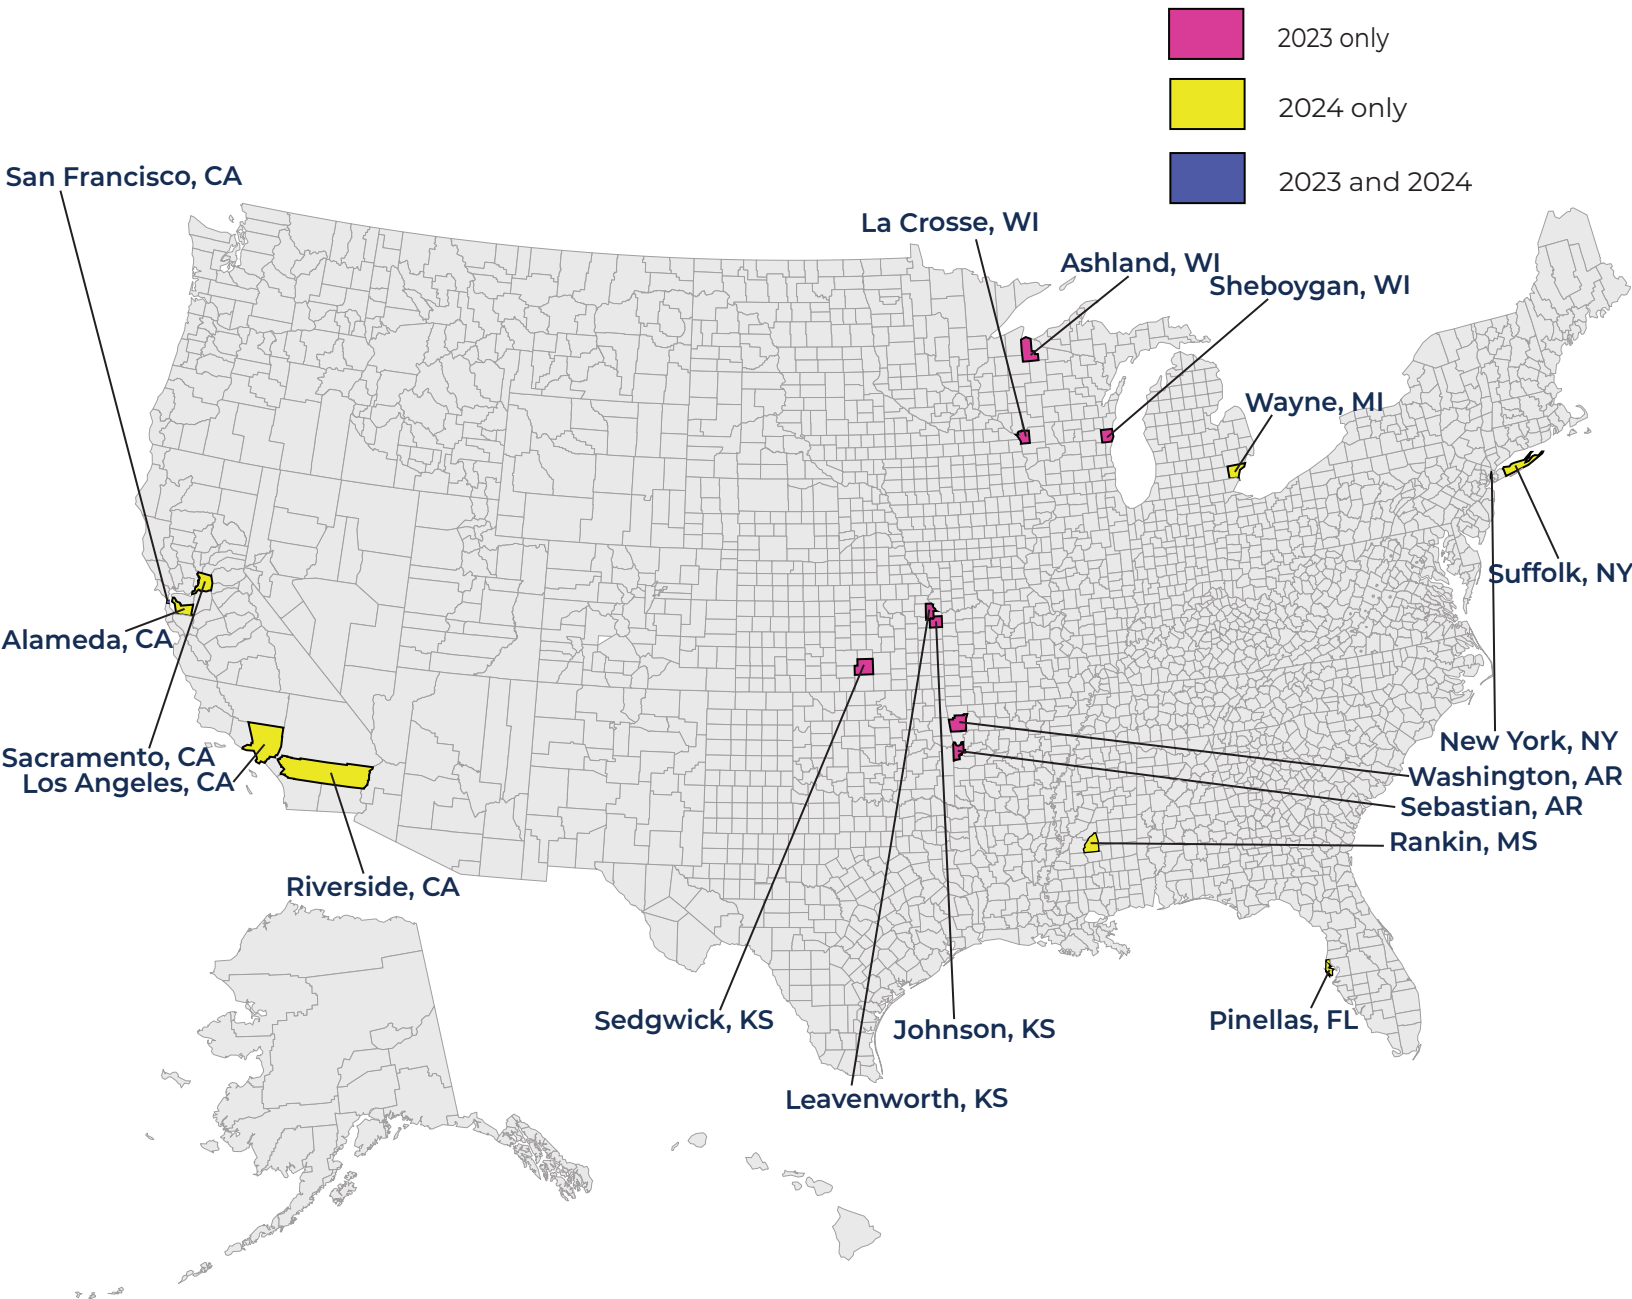 2023 only
2024 only
2023 and 2024
San Francisco, CA
La Crosse, WI
Ashland, WI
Sheboygan, WI
Wayne, MI
Suffolk, NY
Alameda, CA
New York, NY
Sacramento, CA
Washington, AR
Los Angeles, CA
Sebastian, AR
Rankin, MS
Riverside, CA
Sedgwick, KS
Johnson, KS
Pinellas, FL
Leavenworth, KS